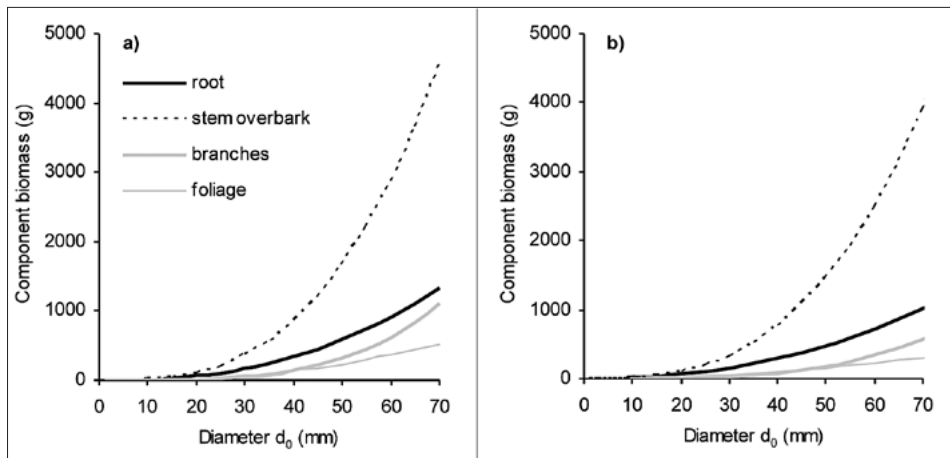 a)
Component biomass (g)
5000
4000
3000
2000
1000
0
root
stem overbark
branches
foliage
0 10 20 30 40 50 60 70
Diameter d₀ (mm)
b)
Component biomass (g)
5000
4000
3000
2000
1000
0
0 10 20 30 40 50 60 70
Diameter d₀ (mm)